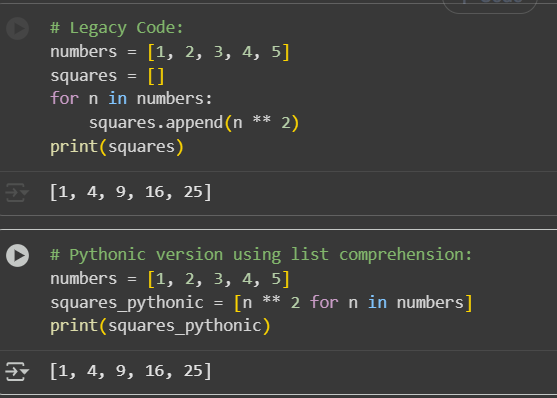 # Legacy Code:
numbers = [1, 2, 3, 4, 5]
squares = []
for n in numbers:
    squares.append(n ** 2)
print(squares)
[1, 4, 9, 16, 25]
# Pythonic version using list comprehension:
numbers = [1, 2, 3, 4, 5]
squares_pythonic = [n ** 2 for n in numbers]
print(squares_pythonic)
[1, 4, 9, 16, 25]